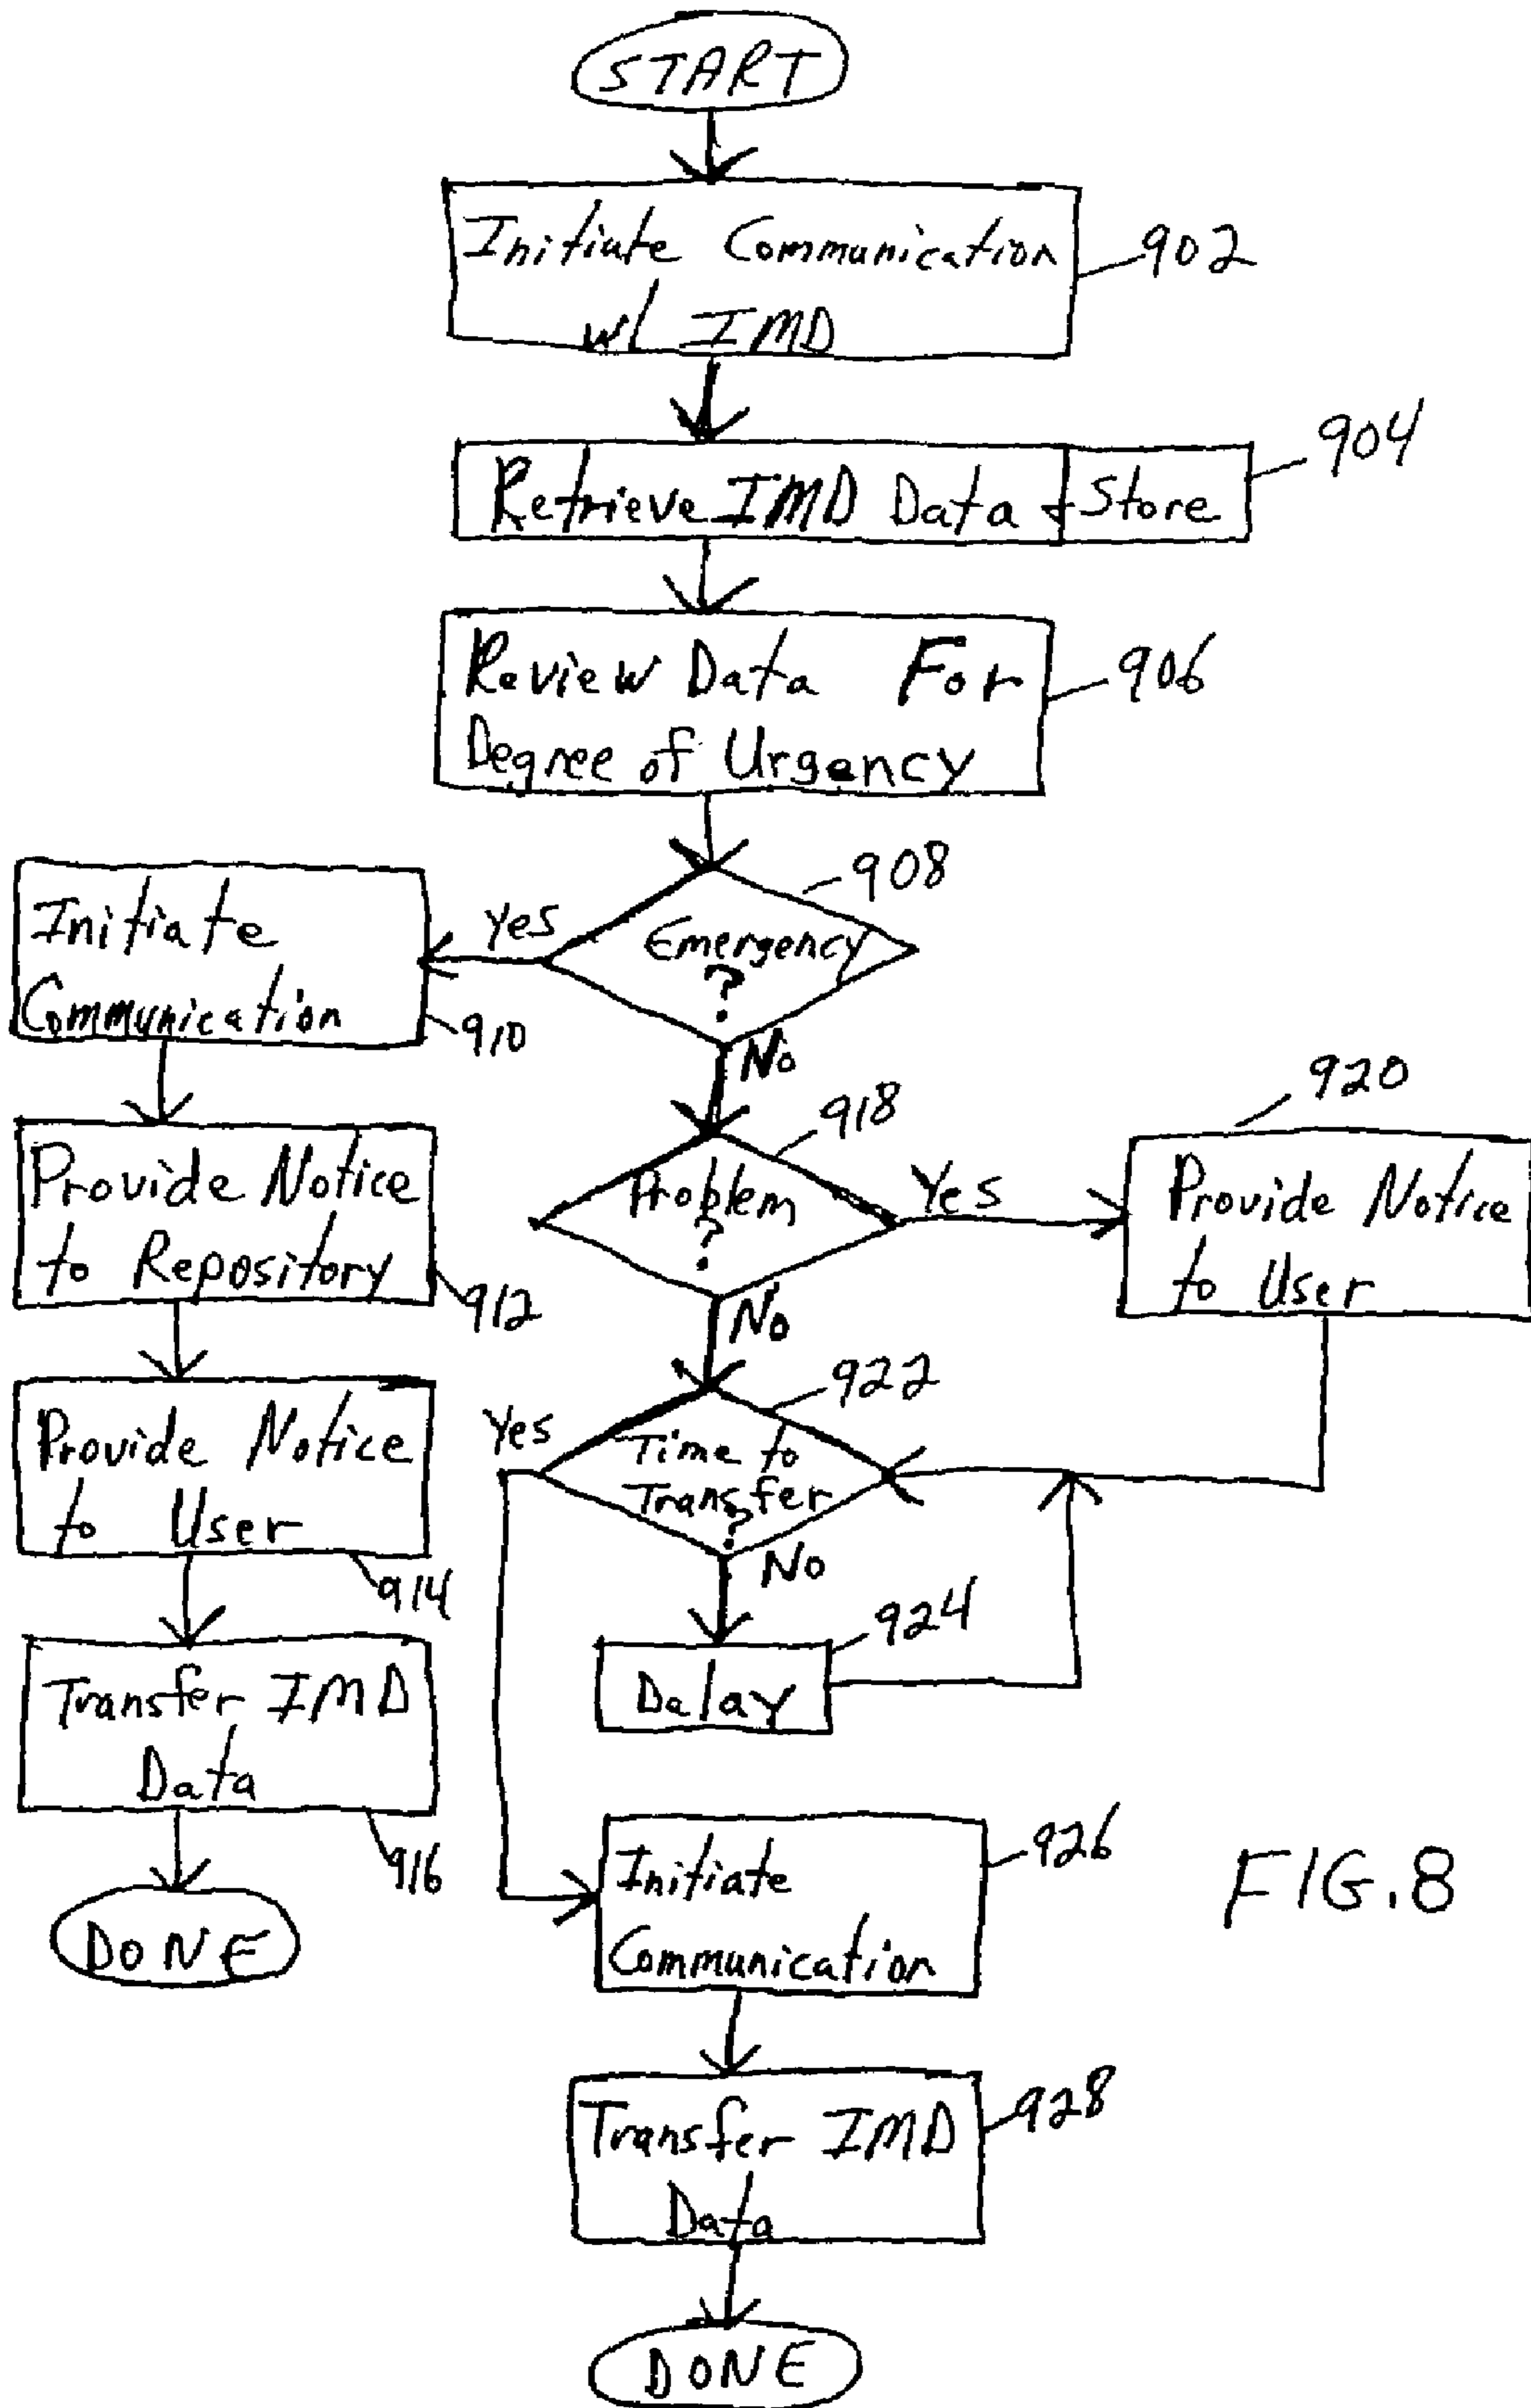 START
Initiate Communication
w/ IMD
902
Retrieve IMD Data + Store
904
Review Data For
Degree of Urgency
906
Emergency
?
908
Yes
No
Initiate
Communication
910
Provide Notice
to Repository
912
Provide Notice
to User
914
Transfer IMD
Data
916
DONE
Problem
?
918
Yes
No
920
Provide Notice
to User
Time to
Transfer
?
922
Yes
No
Delay
924
Initiate
Communication
926
Transfer IMD
Data
928
DONE
FIG.8